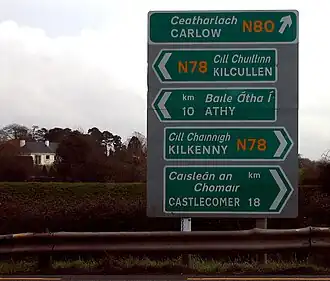 Ceatharlach
CARLOW N80
N78 Cill Chuillinn
KILCULLEN
km Baile Átha Í
10 ATHY
Cill Chainnigh
KILKENNY N78
Caisleán an km
Chomair
CASTLECOMER 18